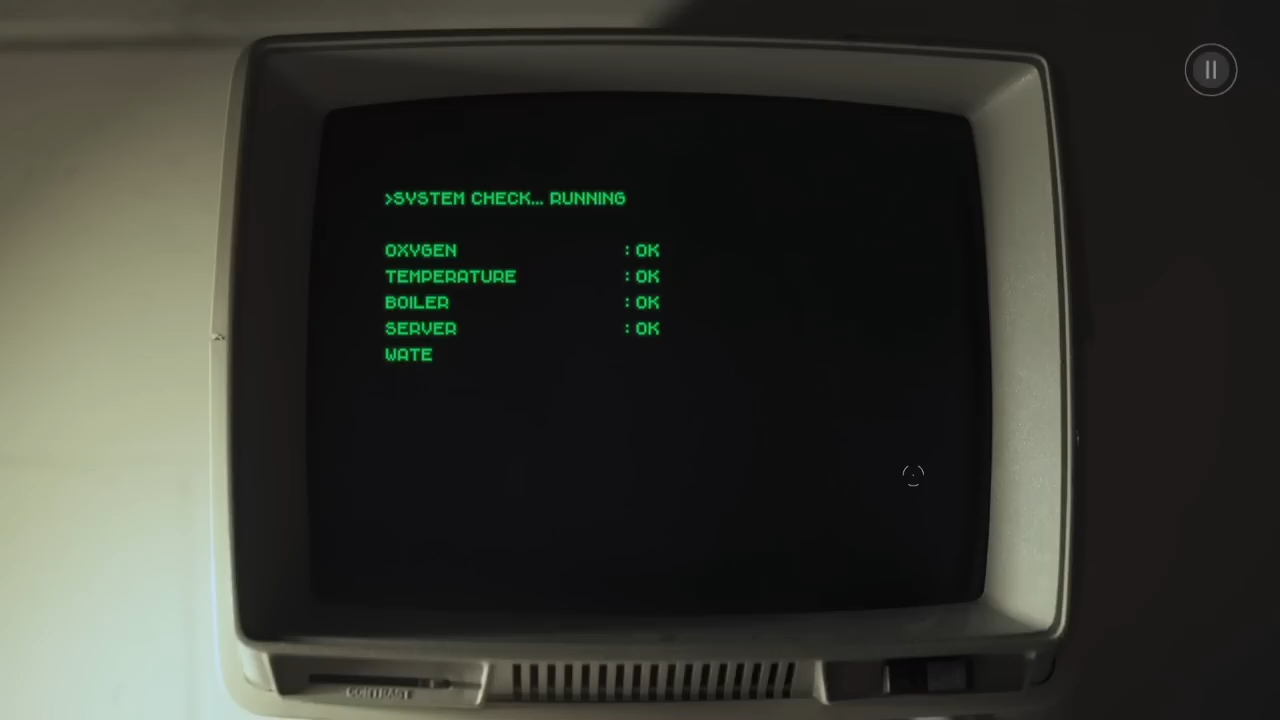 >SYSTEM CHECK... RUNNING
OXYGEN : OK
TEMPERATURE : OK
BOILER : OK
SERVER : OK
WATE
CONTRAST